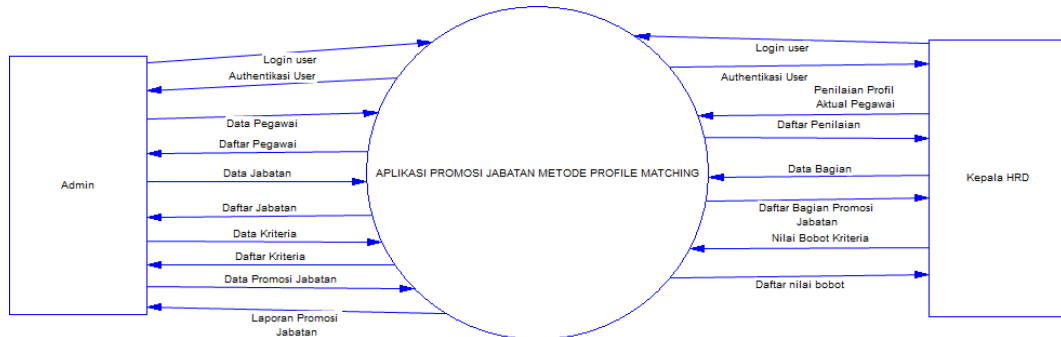 Login user
Authentikasi User
Data Pegawai
Daftar Pegawai
Admin
Data Jabatan
Daftar Jabatan
Data Kriteria
Daftar Kriteria
Data Promosi Jabatan
Laporan Promosi
Jabatan
APLIKASI PROMOSI JABATAN METODE PROFILE MATCHING
Login user
Authentikasi User
Penilaian Profil
Aktual Pegawai
Daftar Penilaian
Data Bagian
Kepala HRD
Daftar Bagian Promosi
Jabatan
Nilai Bobot Kriteria
Daftar nilai bobot